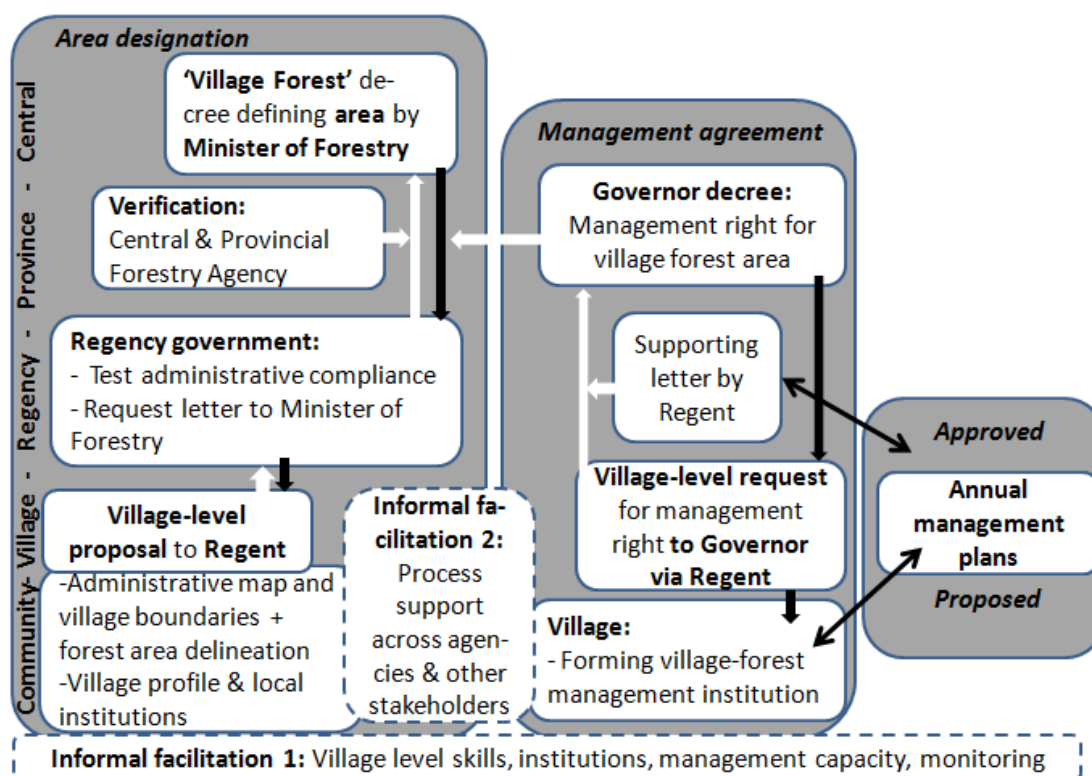 Area designation
Community- Village - Regency - Province - Central
‘Village Forest’ de-
cree defining area by
Minister of Forestry
Verification:
Central & Provincial
Forestry Agency
Regency government:
- Test administrative compliance
- Request letter to Minister of
Forestry
Village-level
proposal to Regent
-Administrative map and
village boundaries +
forest area delineation
-Village profile & local
institutions
Informal fa-
cilitation 2:
Process
support
across agen-
cies & other
stakeholders
Management agreement
Governor decree:
Management right for
village forest area
Supporting
letter by
Regent
Village-level request
for management
right to Governor
via Regent
Village:
- Forming village-forest
management institution
Approved
Annual
management
plans
Proposed
Informal facilitation 1: Village level skills, institutions, management capacity, monitoring